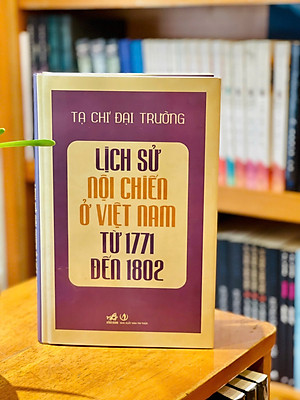 TẠ CHÍ ĐẠI TRƯỜNG
LỊCH SỬ
NỘI CHIẾN
Ở VIỆT NAM
TỪ 1771
ĐẾN 1802